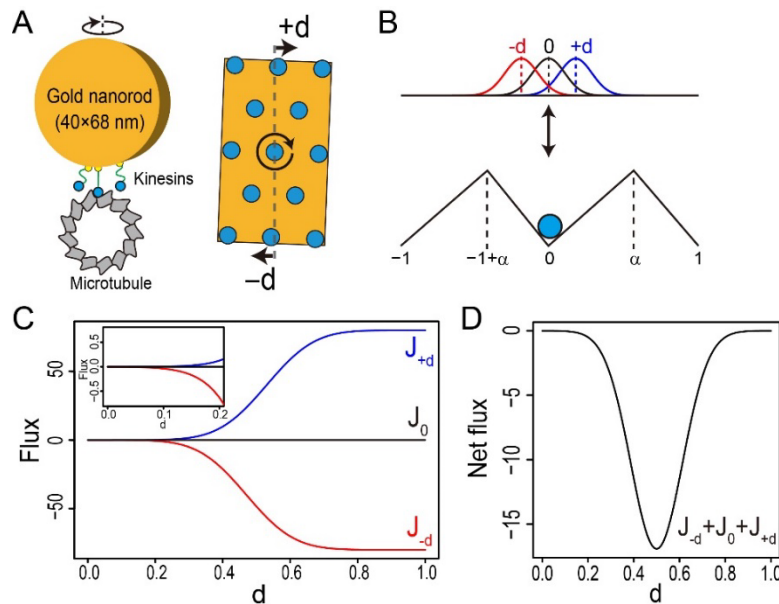 A
Gold nanorod
(40×68 nm)
Kinesins
Microtubule
+d
−d
B
-d 0 +d
−1 −1+α 0 α 1
C
Flux
50
0
−50
J+d
J0
J-d
0.0 0.2 0.4 0.6 0.8 1.0
d
Flux
0.5
0.0
−0.5
0.0 0.1 0.2
d
D
Net flux
0
−5
−10
−15
J-d+J0+J+d
0.0 0.2 0.4 0.6 0.8 1.0
d